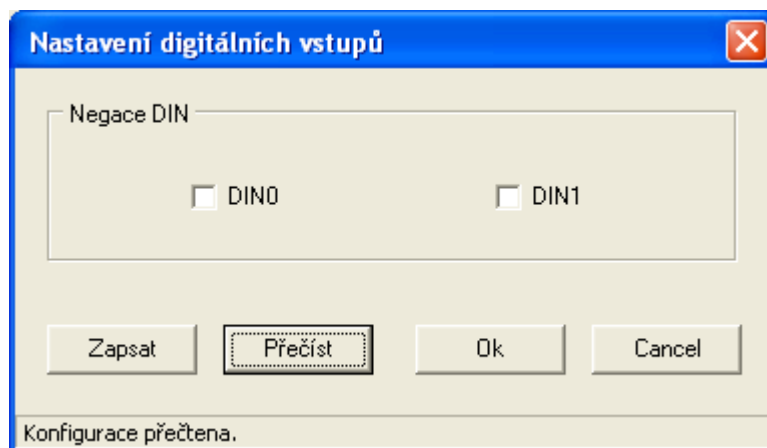 Nastavení digitálních vstupů
Negace DIN
DIN0 DIN1
Zapsat Přečíst Ok Cancel
Konfigurace přečtena.